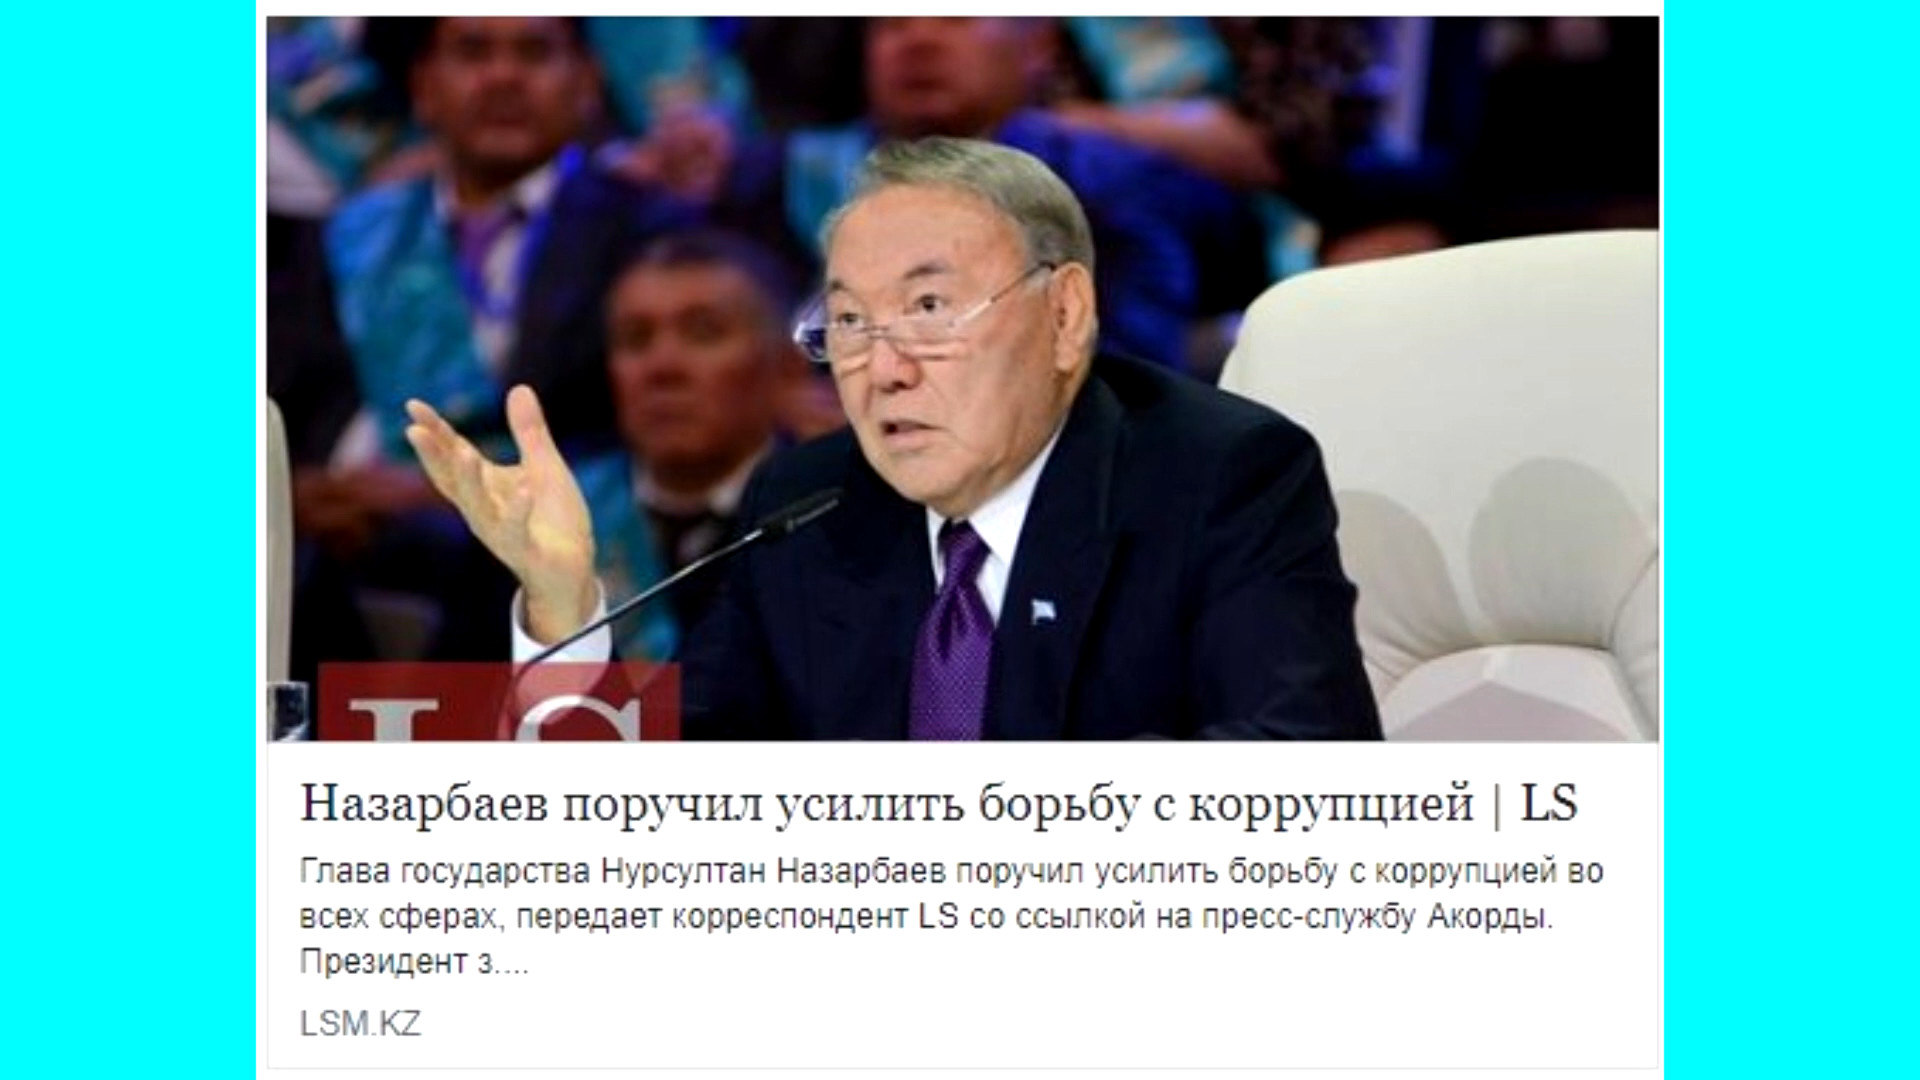 LS
Назарбаев поручил усилить борьбу с коррупцией | LS
Глава государства Нурсултан Назарбаев поручил усилить борьбу с коррупцией во
всех сферах, передает корреспондент LS со ссылкой на пресс-службу Акорды.
Президент з....
LSM.KZ